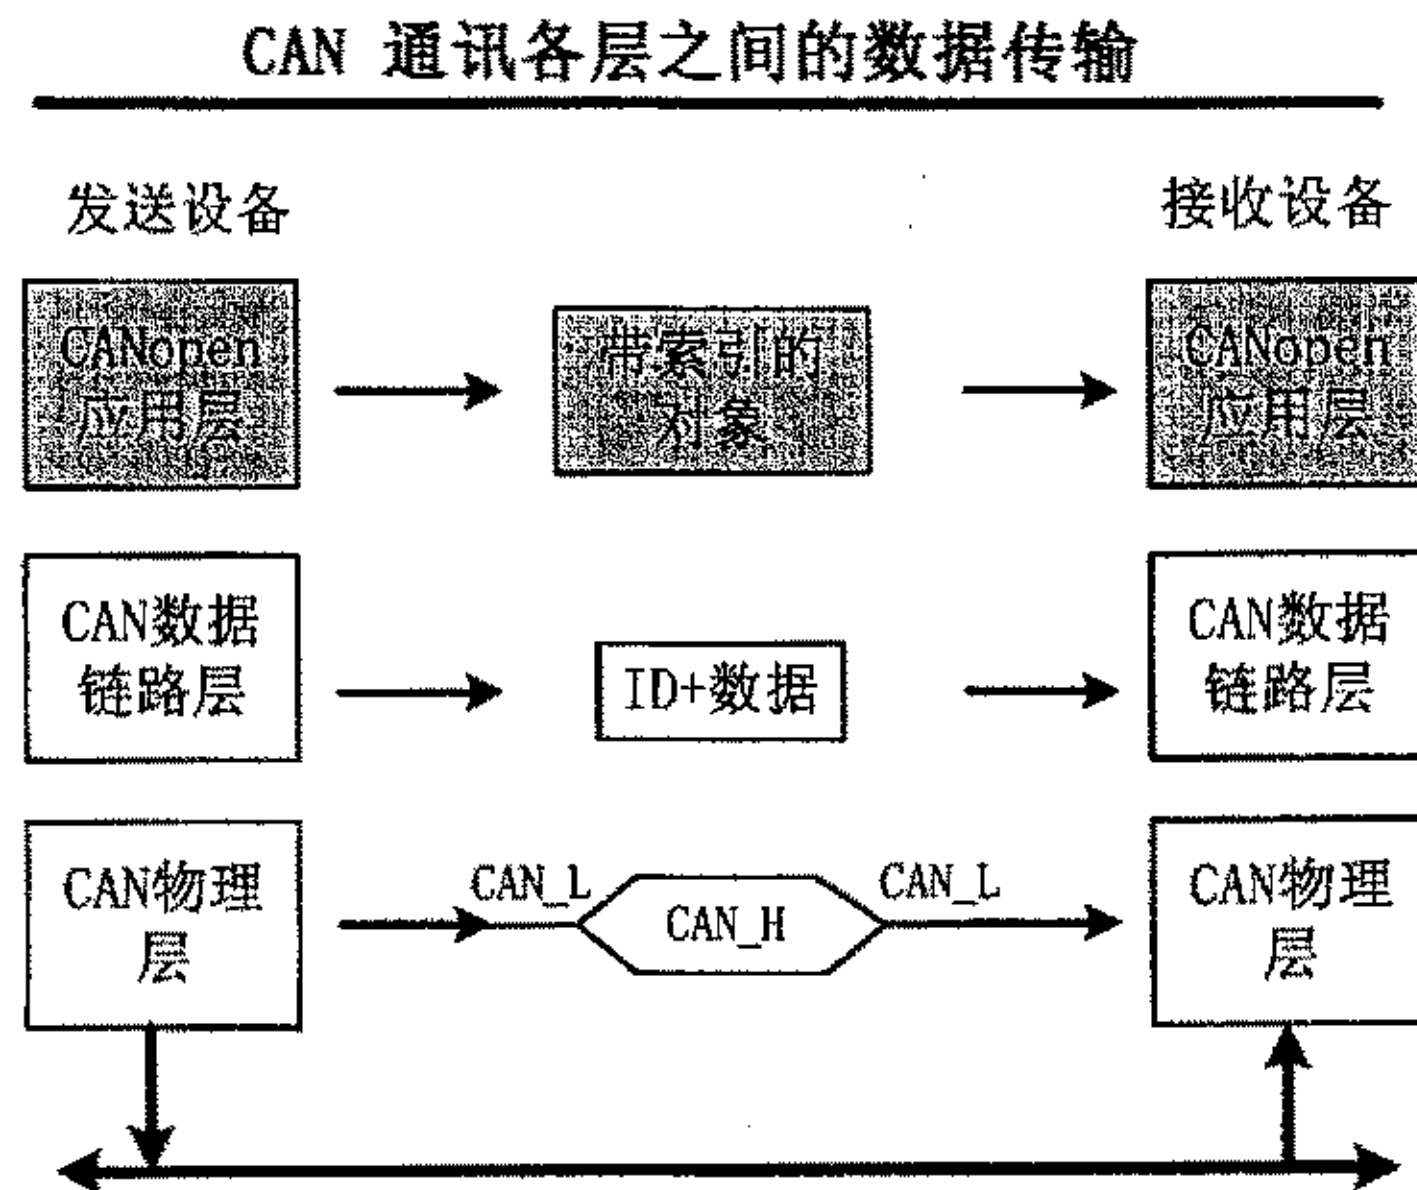 CAN 通讯各层之间的数据传输
发送设备
接收设备
CANopen
应用层
带索引的
对象
CANopen
应用层
CAN数据
链路层
ID+数据
CAN数据
链路层
CAN物理
层
CAN_L
CAN_H
CAN_L
CAN物理
层